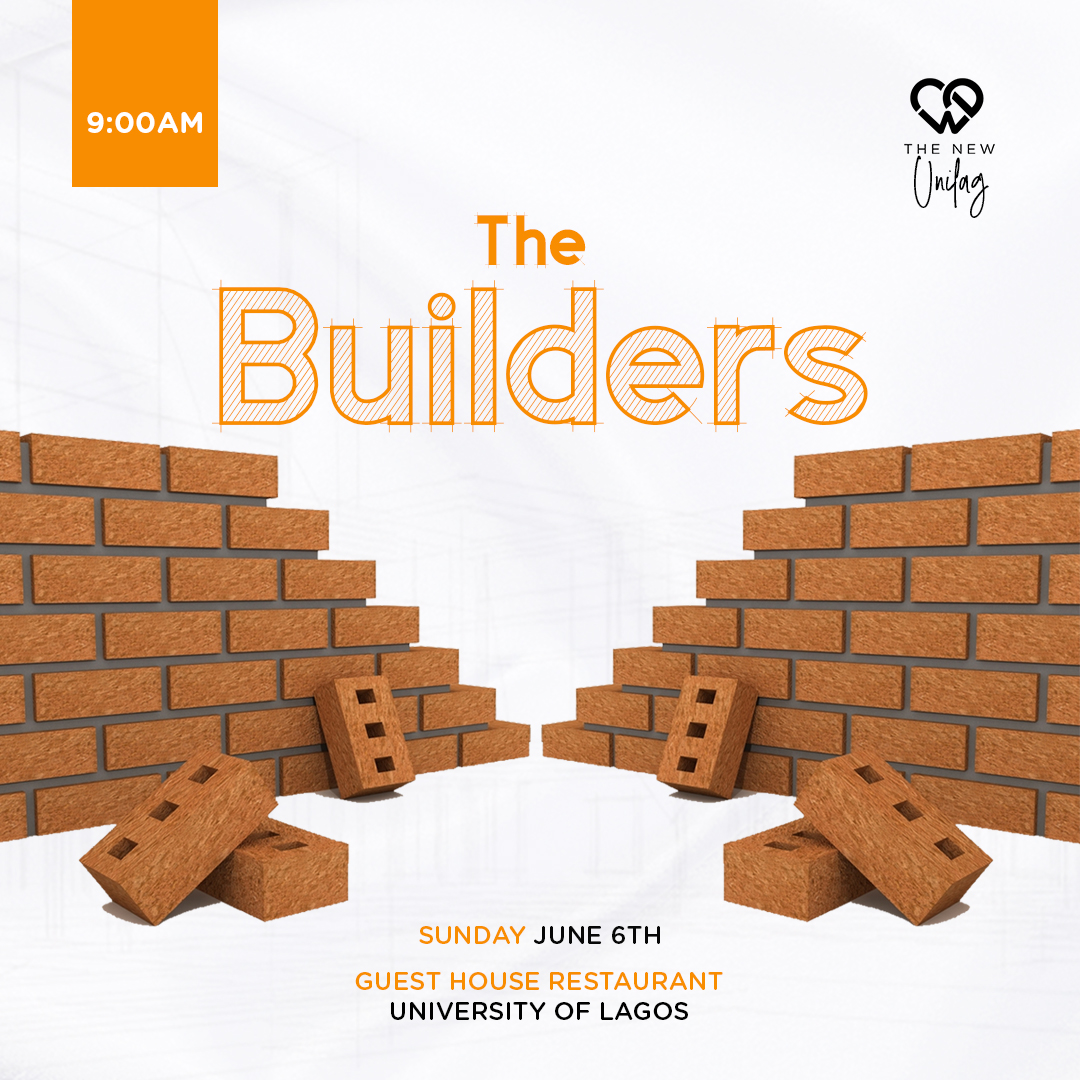 9:00AM
THE NEW
Unilag
The
Builders
SUNDAY JUNE 6TH
GUEST HOUSE RESTAURANT
UNIVERSITY OF LAGOS